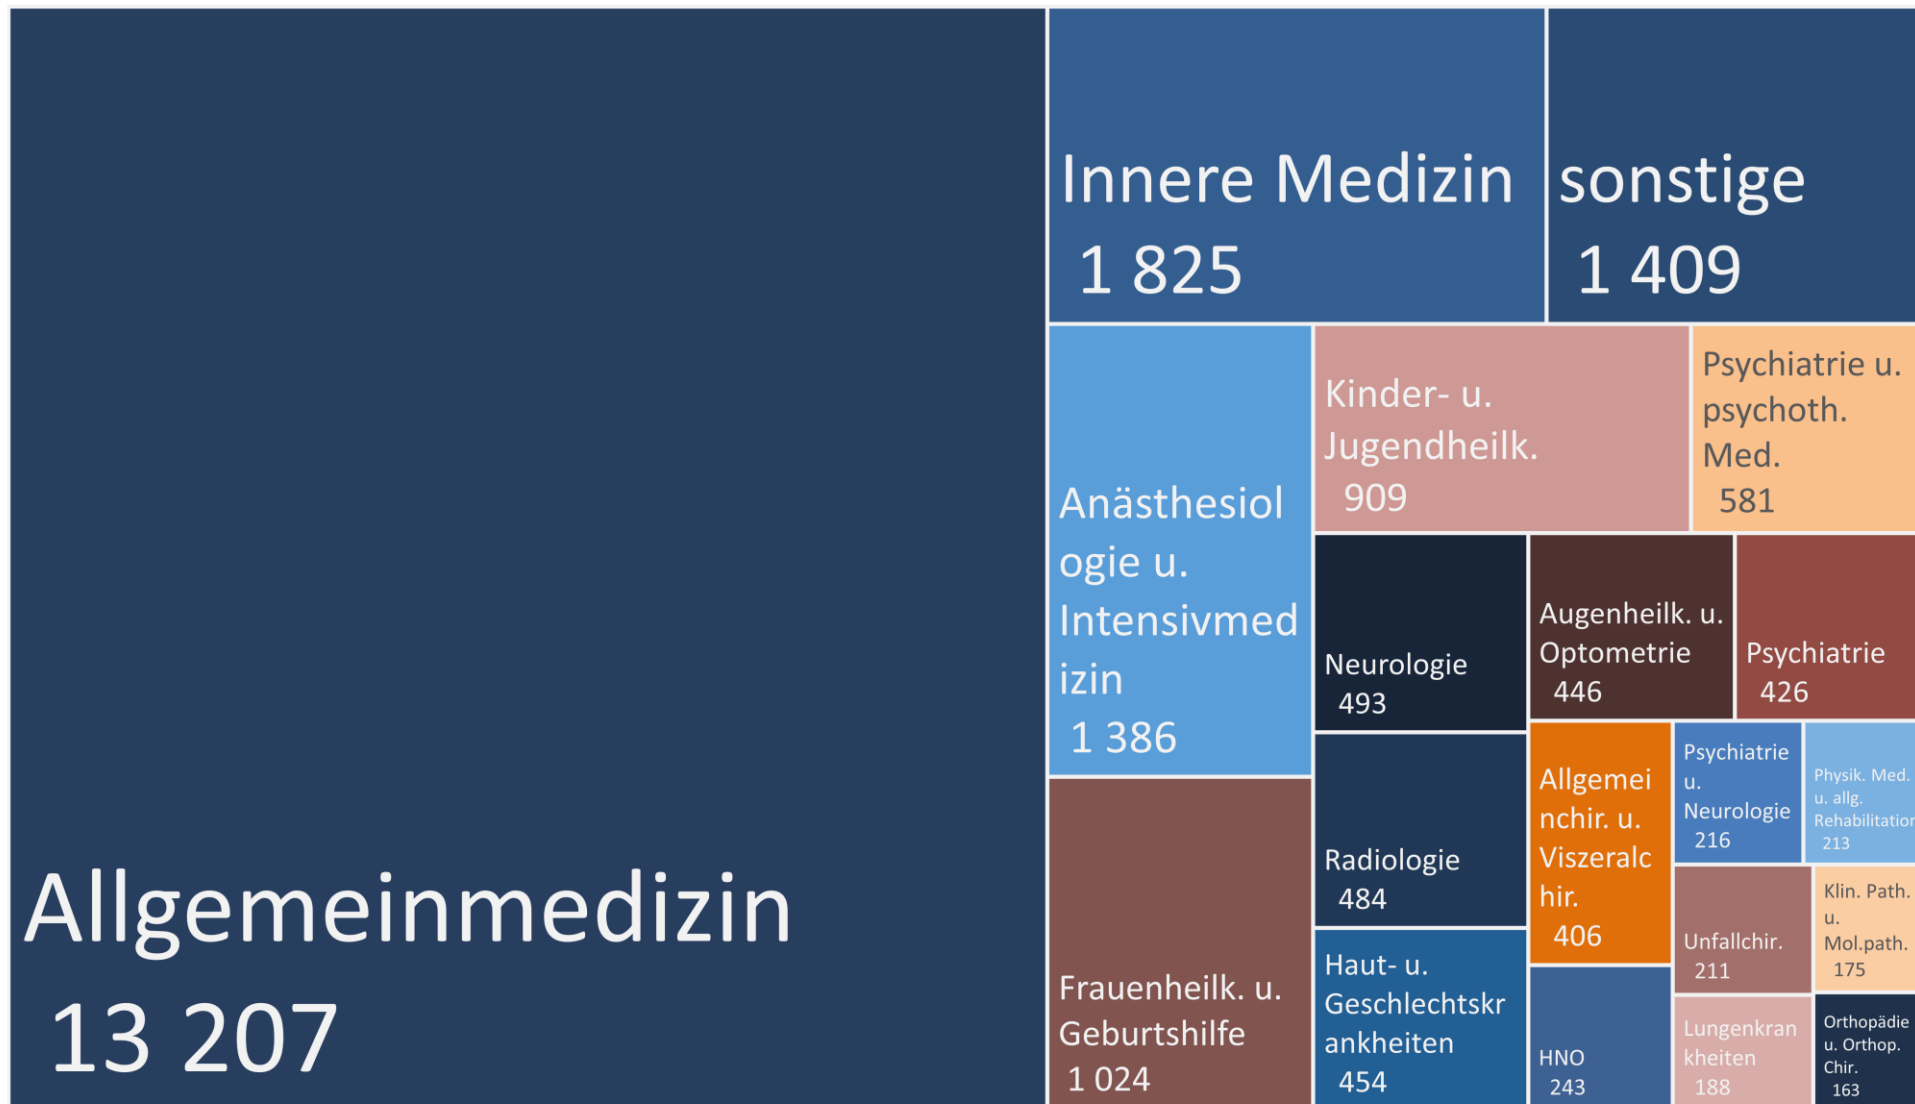 Allgemeinmedizin
13 207
Innere Medizin
1 825
sonstige
1 409
Anästhesiol
ogie u.
Intensivmed
izin
1 386
Kinder- u.
Jugendheilk.
909
Psychiatrie u.
psychoth.
Med.
581
Frauenheilk. u.
Geburtshilfe
1 024
Neurologie
493
Radiologie
484
Haut- u.
Geschlechtskr
ankheiten
454
Augenheilk. u.
Optometrie
446
Psychiatrie
426
Allgemei
nchir. u.
Viszeralc
hir.
406
HNO
243
Psychiatrie
u.
Neurologie
216
Physik. Med.
u. allg.
Rehabilitation
213
Unfallchir.
211
Lungenkran
kheiten
188
Klin. Path.
u.
Mol.path.
175
Orthopädie
u. Orthop.
Chir.
163